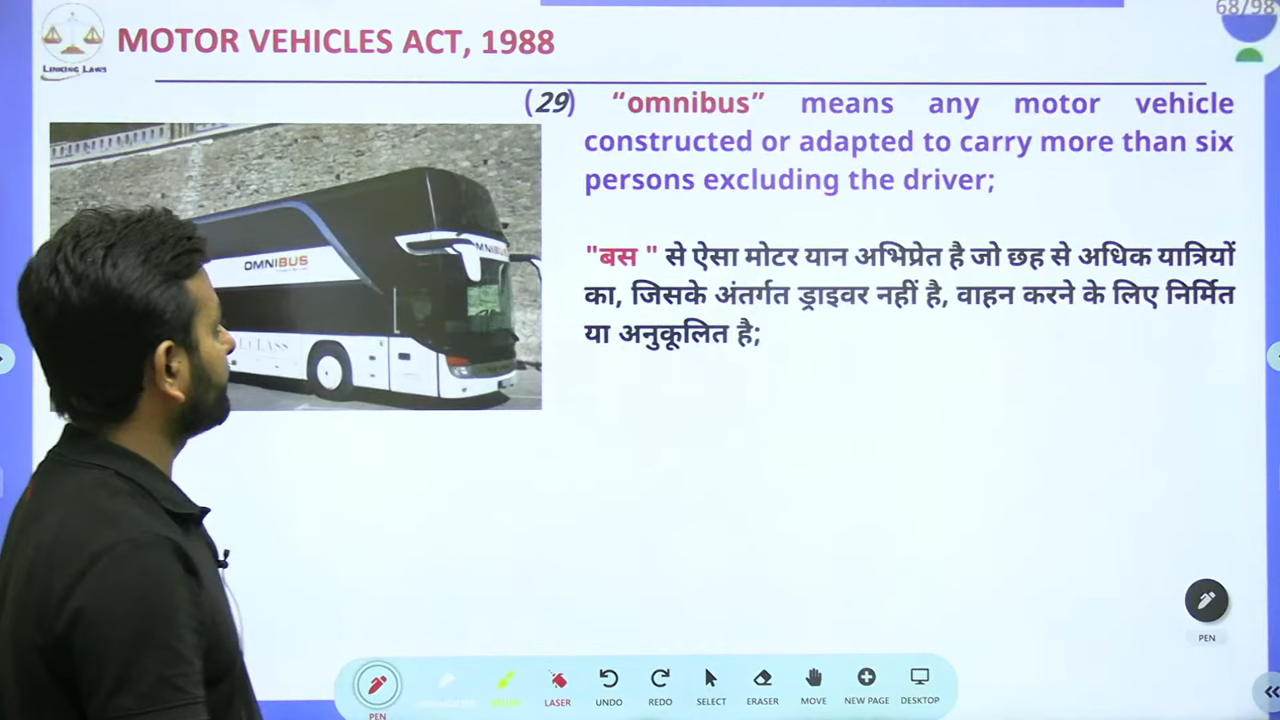 68/98
LINKING LAWS
MOTOR VEHICLES ACT, 1988
(29) “omnibus” means any motor vehicle
constructed or adapted to carry more than six
persons excluding the driver;
"बस " से ऐसा मोटर यान अभिप्रेत है जो छह से अधिक यात्रियों
का, जिसके अंतर्गत ड्राइवर नहीं है, वाहन करने के लिए निर्मित
या अनुकूलित है;
OMNIBUS
MNIBUS
CLASS
PEN
PEN
LASER
UNDO
REDO
SELECT
ERASER
MOVE
NEW PAGE
DESKTOP